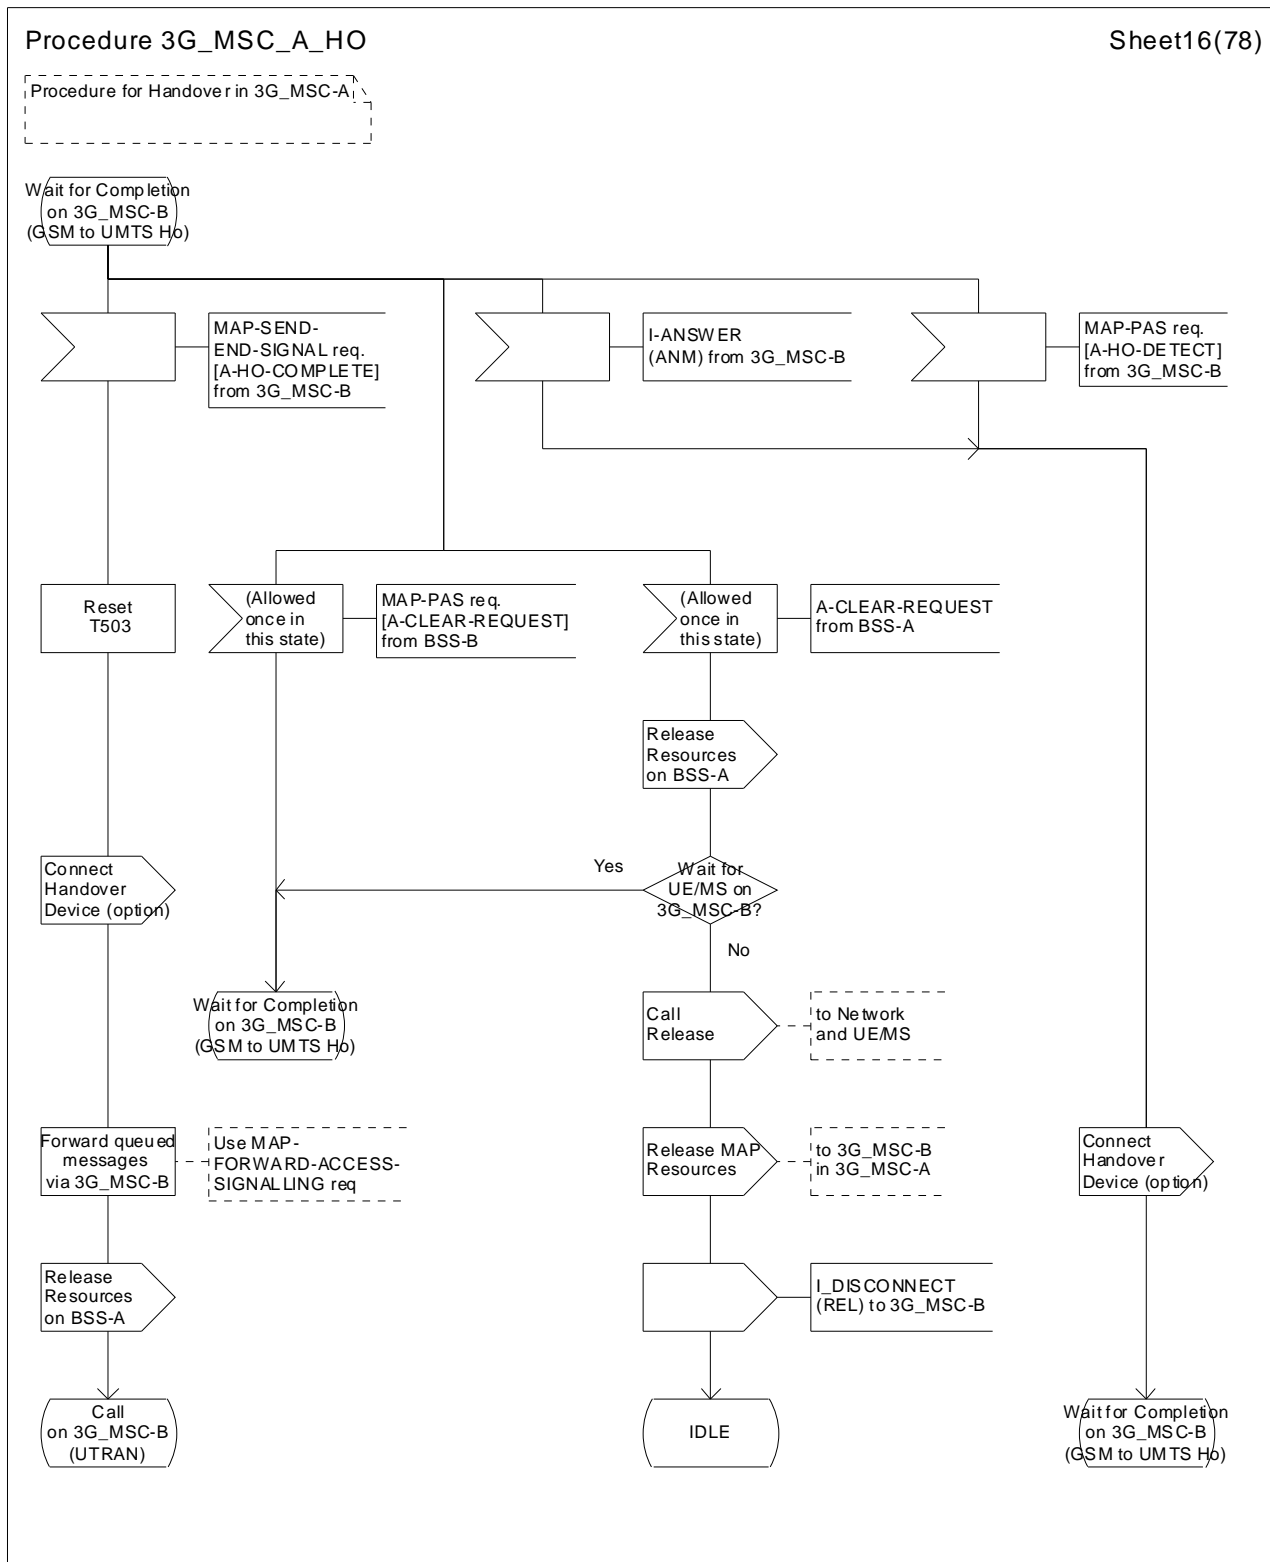 Procedure 3G_MSC_A_HO
Sheet16(78)
Procedure for Handover in 3G_MSC-A
Wait for Completion
on 3G_MSC-B
(GSM to UMTS Ho)
MAP-SEND-
END-SIGNAL req.
[A-HO-COMPLETE]
from 3G_MSC-B
I-ANSWER
(ANM) from 3G_MSC-B
MAP-PAS req.
[A-HO-DETECT]
from 3G_MSC-B
Reset
T503
(Allowed
once in
this state)
MAP-PAS req.
[A-CLEAR-REQUEST]
from BSS-B
(Allowed
once in
this state)
A-CLEAR-REQUEST
from BSS-A
Release
Resources
on BSS-A
Connect
Handover
Device (option)
Yes
Wait for
UE/MS on
3G_MSC-B?
No
Wait for Completion
on 3G_MSC-B
(GSM to UMTS Ho)
Call
Release
to Network
and UE/MS
Forward queued
messages
via 3G_MSC-B
Use MAP-
FORWARD-ACCESS-
SIGNALLING req
Release MAP
Resources
to 3G_MSC-B
in 3G_MSC-A
Connect
Handover
Device (option)
Release
Resources
on BSS-A
I_DISCONNECT
(REL) to 3G_MSC-B
Call
on 3G_MSC-B
(UTRAN)
IDLE
Wait for Completion
on 3G_MSC-B
(GSM to UMTS Ho)